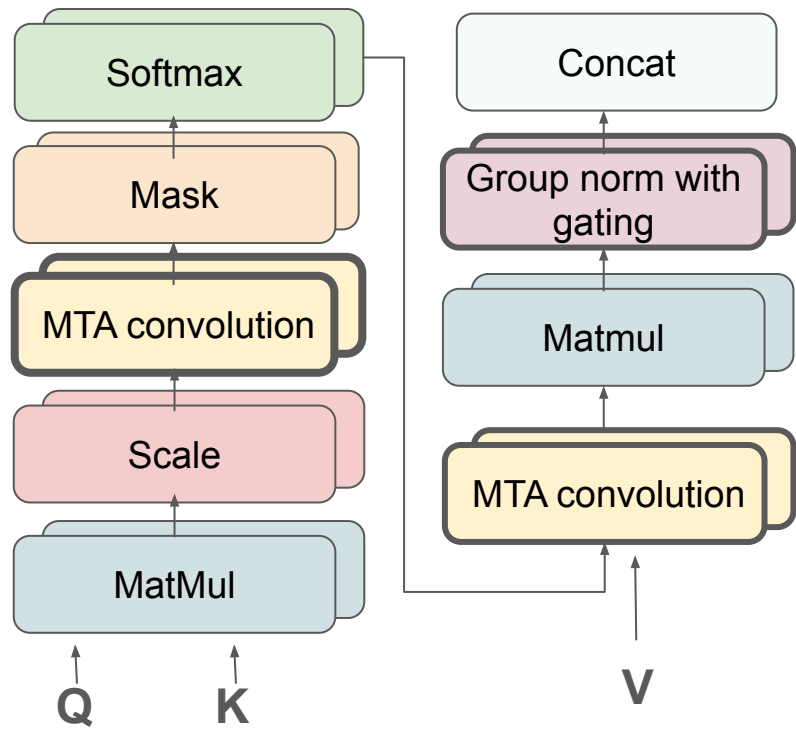 Softmax
Mask
MTA convolution
Scale
MatMul
Q
K
Concat
Group norm with
gating
Matmul
MTA convolution
V